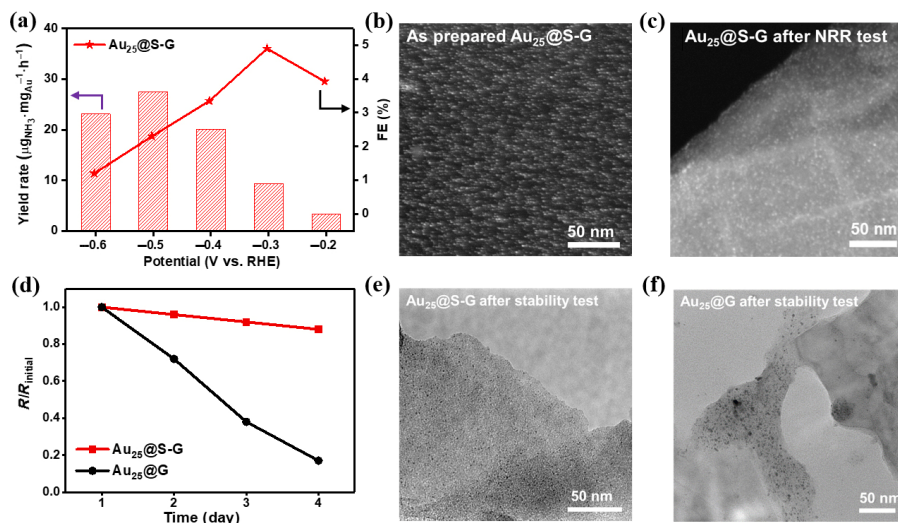 (a)
Au25@S-G
40
30
20
10
0
Yield rate (μgNH3·mgAu−1·h−1)
5
4
3
2
1
0
FE (%)
−0.6 −0.5 −0.4 −0.3 −0.2
Potential (V vs. RHE)
(b)
As prepared Au25@S-G
50 nm
(c)
Au25@S-G after NRR test
50 nm
(d)
1.0
0.8
0.6
0.4
0.2
0.0
R/Rinitial
Au25@S-G
Au25@G
1 2 3 4
Time (day)
(e)
Au25@S-G after stability test
50 nm
(f)
Au25@G after stability test
50 nm